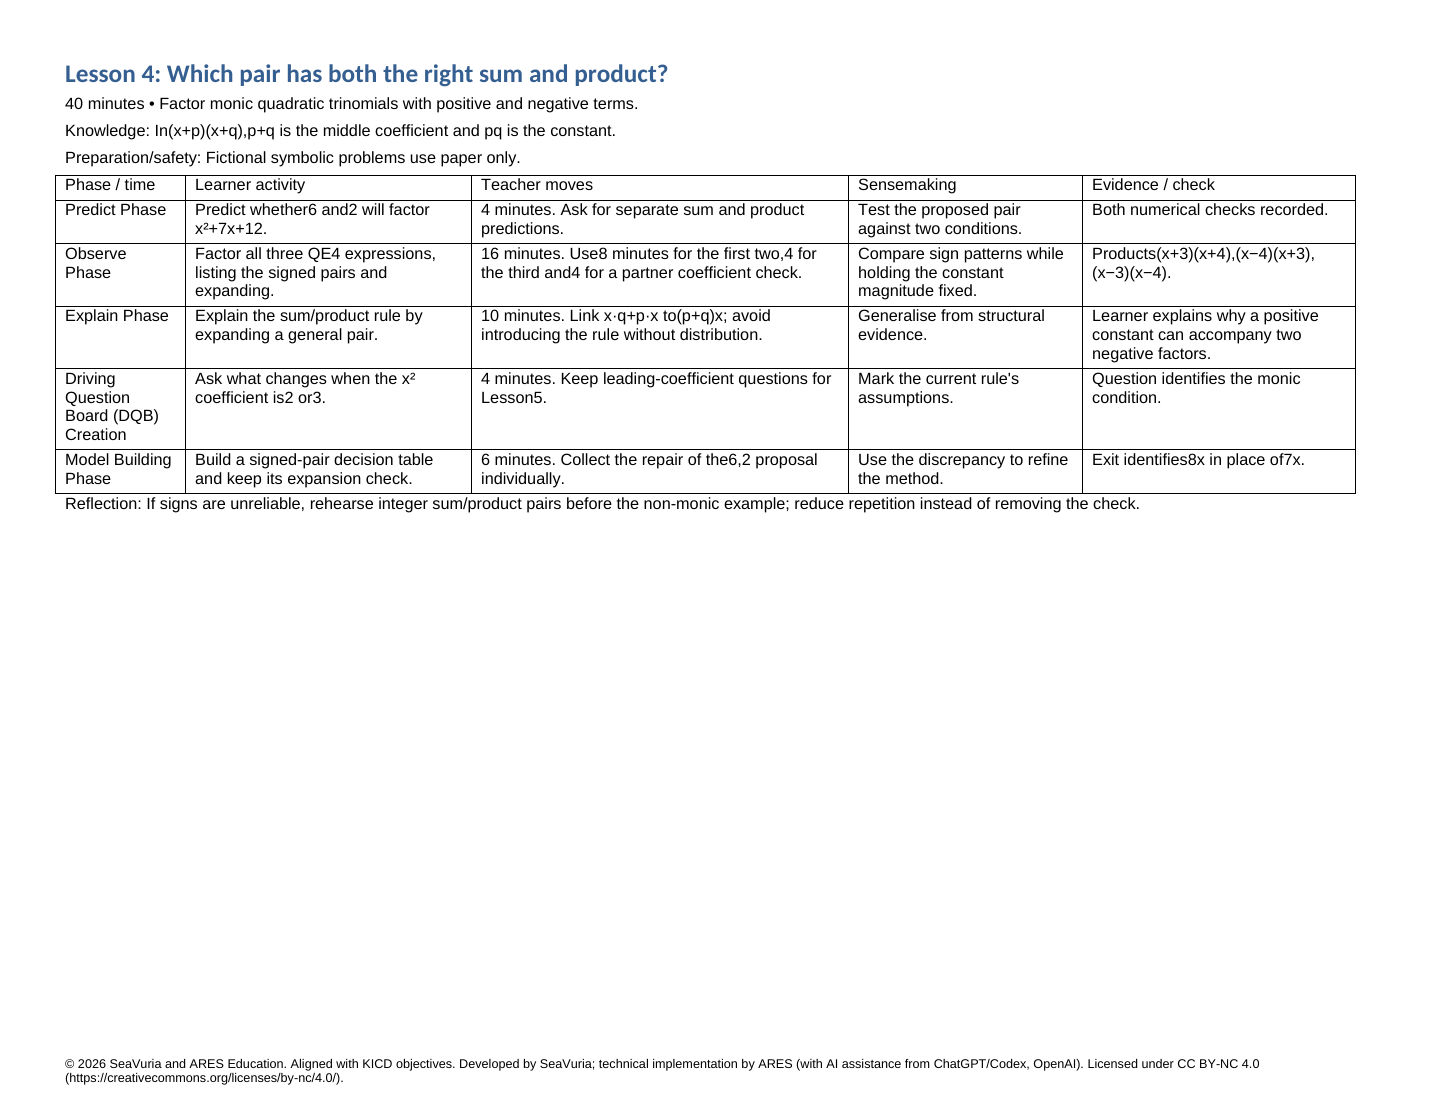 Lesson 4: Which pair has both the right sum and product?
40 minutes • Factor monic quadratic trinomials with positive and negative terms.
Knowledge: In(x+p)(x+q),p+q is the middle coefficient and pq is the constant.
Preparation/safety: Fictional symbolic problems use paper only.
Phase / time
Learner activity
Teacher moves
Sensemaking
Evidence / check
Predict Phase
Predict whether6 and2 will factor
x²+7x+12.
4 minutes. Ask for separate sum and product
predictions.
Test the proposed pair
against two conditions.
Both numerical checks recorded.
Observe
Phase
Factor all three QE4 expressions,
listing the signed pairs and
expanding.
16 minutes. Use8 minutes for the first two,4 for
the third and4 for a partner coefficient check.
Compare sign patterns while
holding the constant
magnitude fixed.
Products(x+3)(x+4),(x−4)(x+3),
(x−3)(x−4).
Explain Phase
Explain the sum/product rule by
expanding a general pair.
10 minutes. Link x·q+p·x to(p+q)x; avoid
introducing the rule without distribution.
Generalise from structural
evidence.
Learner explains why a positive
constant can accompany two
negative factors.
Driving
Question
Board (DQB)
Creation
Ask what changes when the x²
coefficient is2 or3.
4 minutes. Keep leading-coefficient questions for
Lesson5.
Mark the current rule's
assumptions.
Question identifies the monic
condition.
Model Building
Phase
Build a signed-pair decision table
and keep its expansion check.
6 minutes. Collect the repair of the6,2 proposal
individually.
Use the discrepancy to refine
the method.
Exit identifies8x in place of7x.
Reflection: If signs are unreliable, rehearse integer sum/product pairs before the non-monic example; reduce repetition instead of removing the check.
© 2026 SeaVuria and ARES Education. Aligned with KICD objectives. Developed by SeaVuria; technical implementation by ARES (with AI assistance from ChatGPT/Codex, OpenAI). Licensed under CC BY-NC 4.0
(https://creativecommons.org/licenses/by-nc/4.0/).